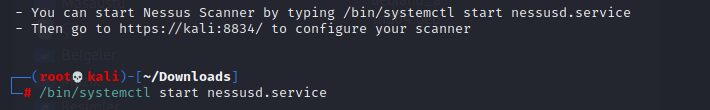 - You can start Nessus Scanner by typing /bin/systemctl start nessusd.service
- Then go to https://kali:8834/ to configure your scanner
┌──(root💀kali)-[~/Downloads]
└─# /bin/systemctl start nessusd.service
Belgeler